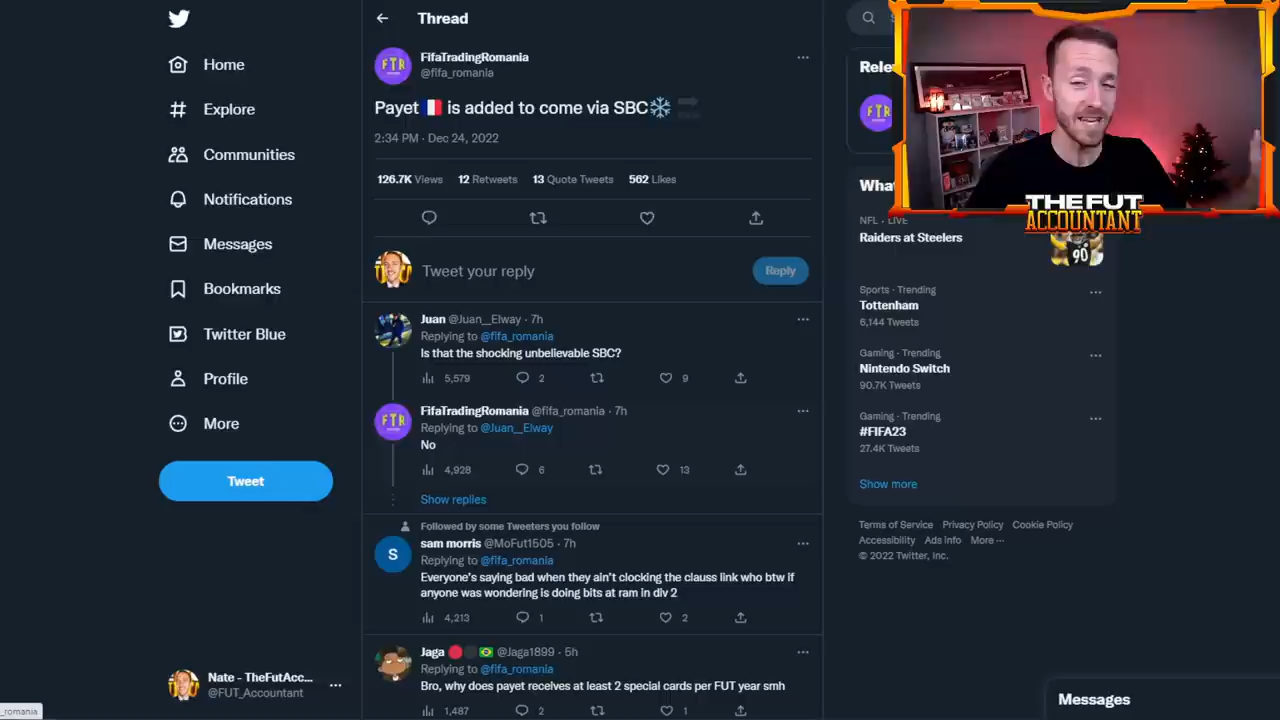 Home
Explore
Communities
Notifications
Messages
Bookmarks
Twitter Blue
Profile
More
Tweet
Nate - TheFutAcc...
@FUT_Accountant
_romania
Thread
FifaTradingRomania
@fifa_romania
Payet🇫🇷 is added to come via SBC❄️
2:34 PM · Dec 24, 2022
126.7K Views 12 Retweets 13 Quote Tweets 562 Likes
Tweet your reply
Reply
Juan @Juan__Elway · 7h
Replying to @fifa_romania
Is that the shocking unbelievable SBC?
5,579 2 9
FifaTradingRomania @fifa_romania · 7h
Replying to @Juan__Elway
No
4,928 6 13
Show replies
Followed by some Tweeters you follow
S
sam morris @MoFut1505 · 7h
Replying to @fifa_romania
Everyone's saying bad when they ain't clocking the clauss link who btw if
anyone was wondering is doing bits at ram in div 2
4,213 1 2
Jaga 🔴⚫🇧🇷 @Jaga1899 · 5h
Replying to @fifa_romania
Bro, why does payet receives at least 2 special cards per FUT year smh
1,487 2 1
FTR
FTR
FTR
THE FUT
ACCOUNTANT
Rele
What
NFL · LIVE
Raiders at Steelers
90
Sports · Trending
Tottenham
6,144 Tweets
Gaming · Trending
Nintendo Switch
90.7K Tweets
Gaming · Trending
#FIFA23
27.4K Tweets
Show more
Terms of Service Privacy Policy Cookie Policy
Accessibility Ads info More ···
© 2022 Twitter, Inc.
Messages